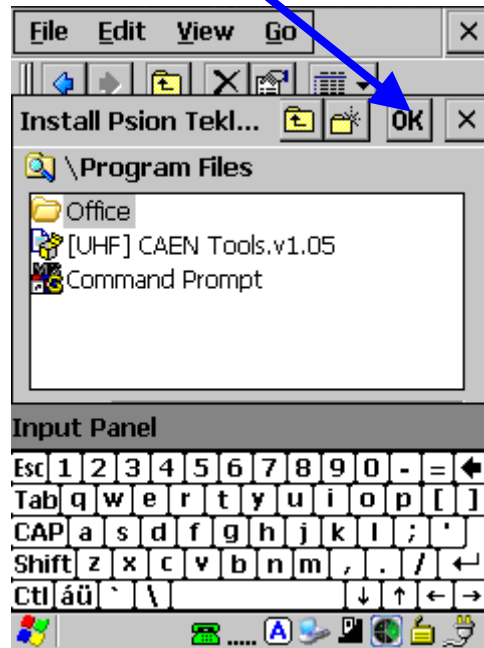 File Edit View Go
Install Psion Tekl... OK
\Program Files
Office
[UHF] CAEN Tools.v1.05
Command Prompt
Input Panel
Esc 1 2 3 4 5 6 7 8 9 0 - =
Tab q w e r t y u i o p [ ]
CAP a s d f g h j k l ; '
Shift z x c v b n m , . /
Ctl áü ` \
A